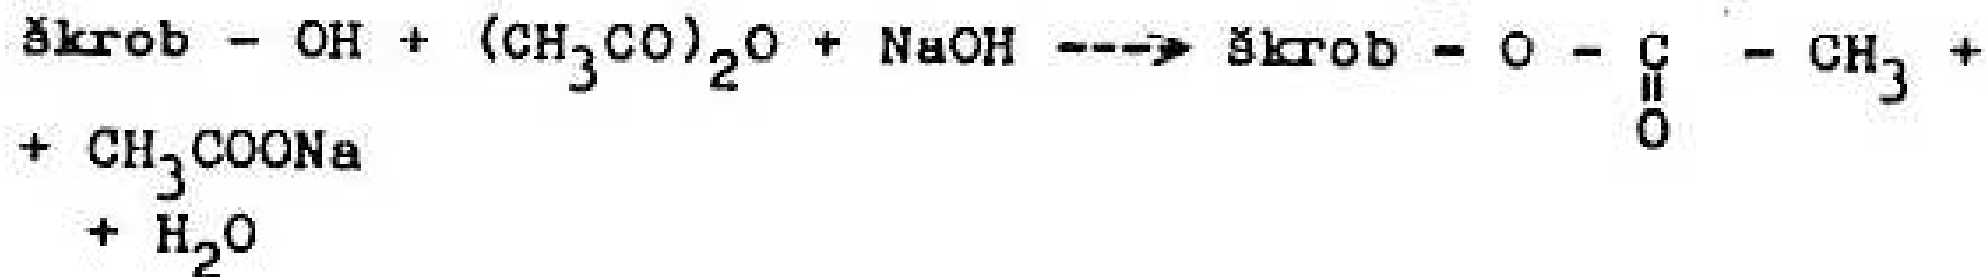 škrob - OH + (CH3CO)2O + NaOH ---> škrob - O - C - CH3 +
||
O
+ CH3COONa
+ H2O